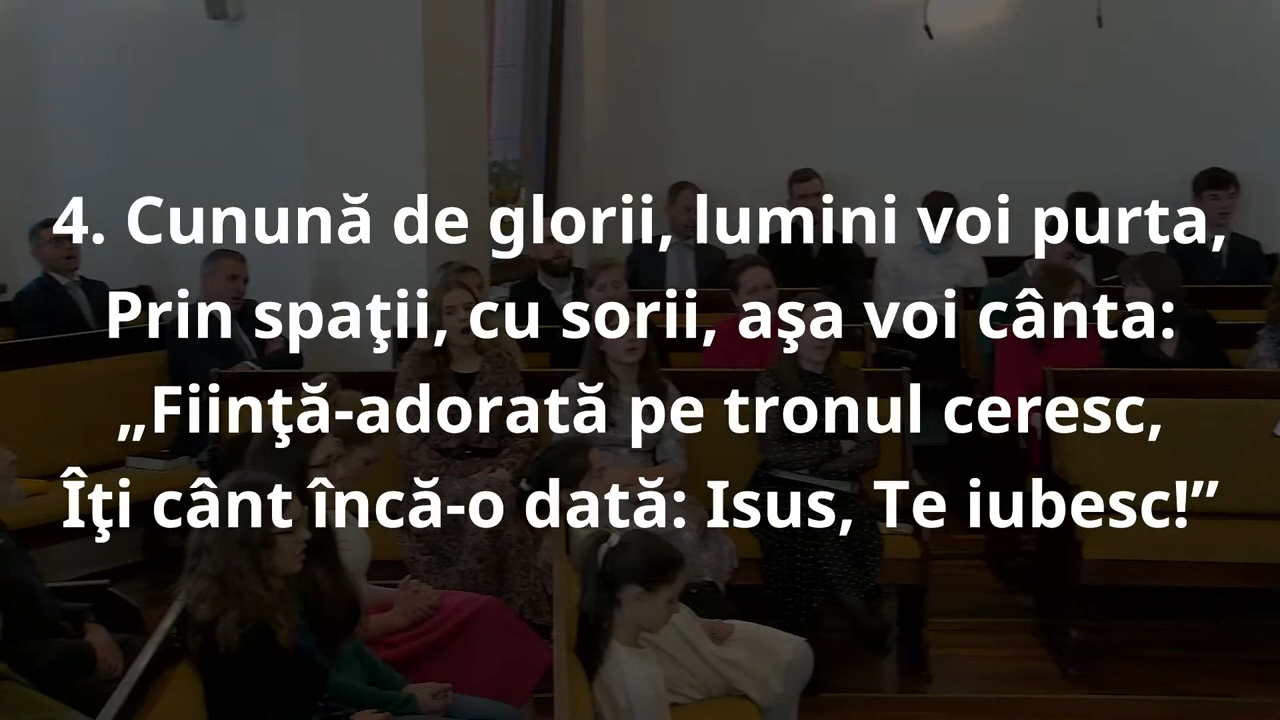 4. Cunună de glorii, lumini voi purta,
Prin spaţii, cu sorii, aşa voi cânta:
„Fiinţă-adorată pe tronul ceresc,
Îţi cânt încă-o dată: Isus, Te iubesc!”